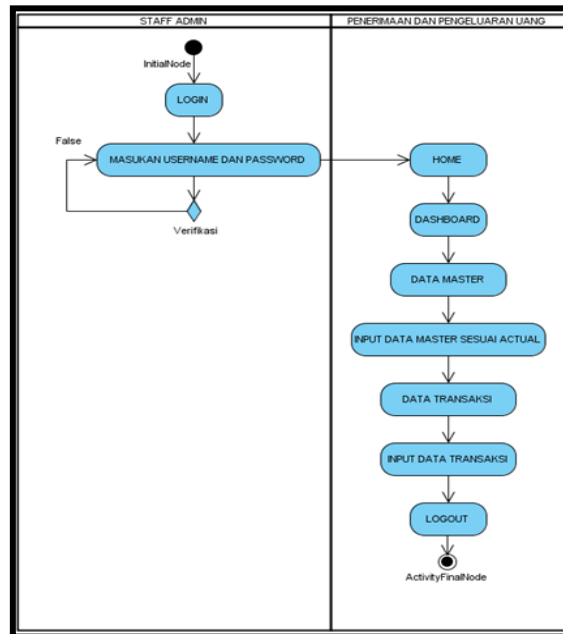 STAFF ADMIN
PENERIMAAN DAN PENGELUARAN UANG
InitialNode
LOGIN
False
MASUKAN USERNAME DAN PASSWORD
Verifikasi
HOME
DASHBOARD
DATA MASTER
INPUT DATA MASTER SESUAI ACTUAL
DATA TRANSAKSI
INPUT DATA TRANSAKSI
LOGOUT
ActivityFinalNode